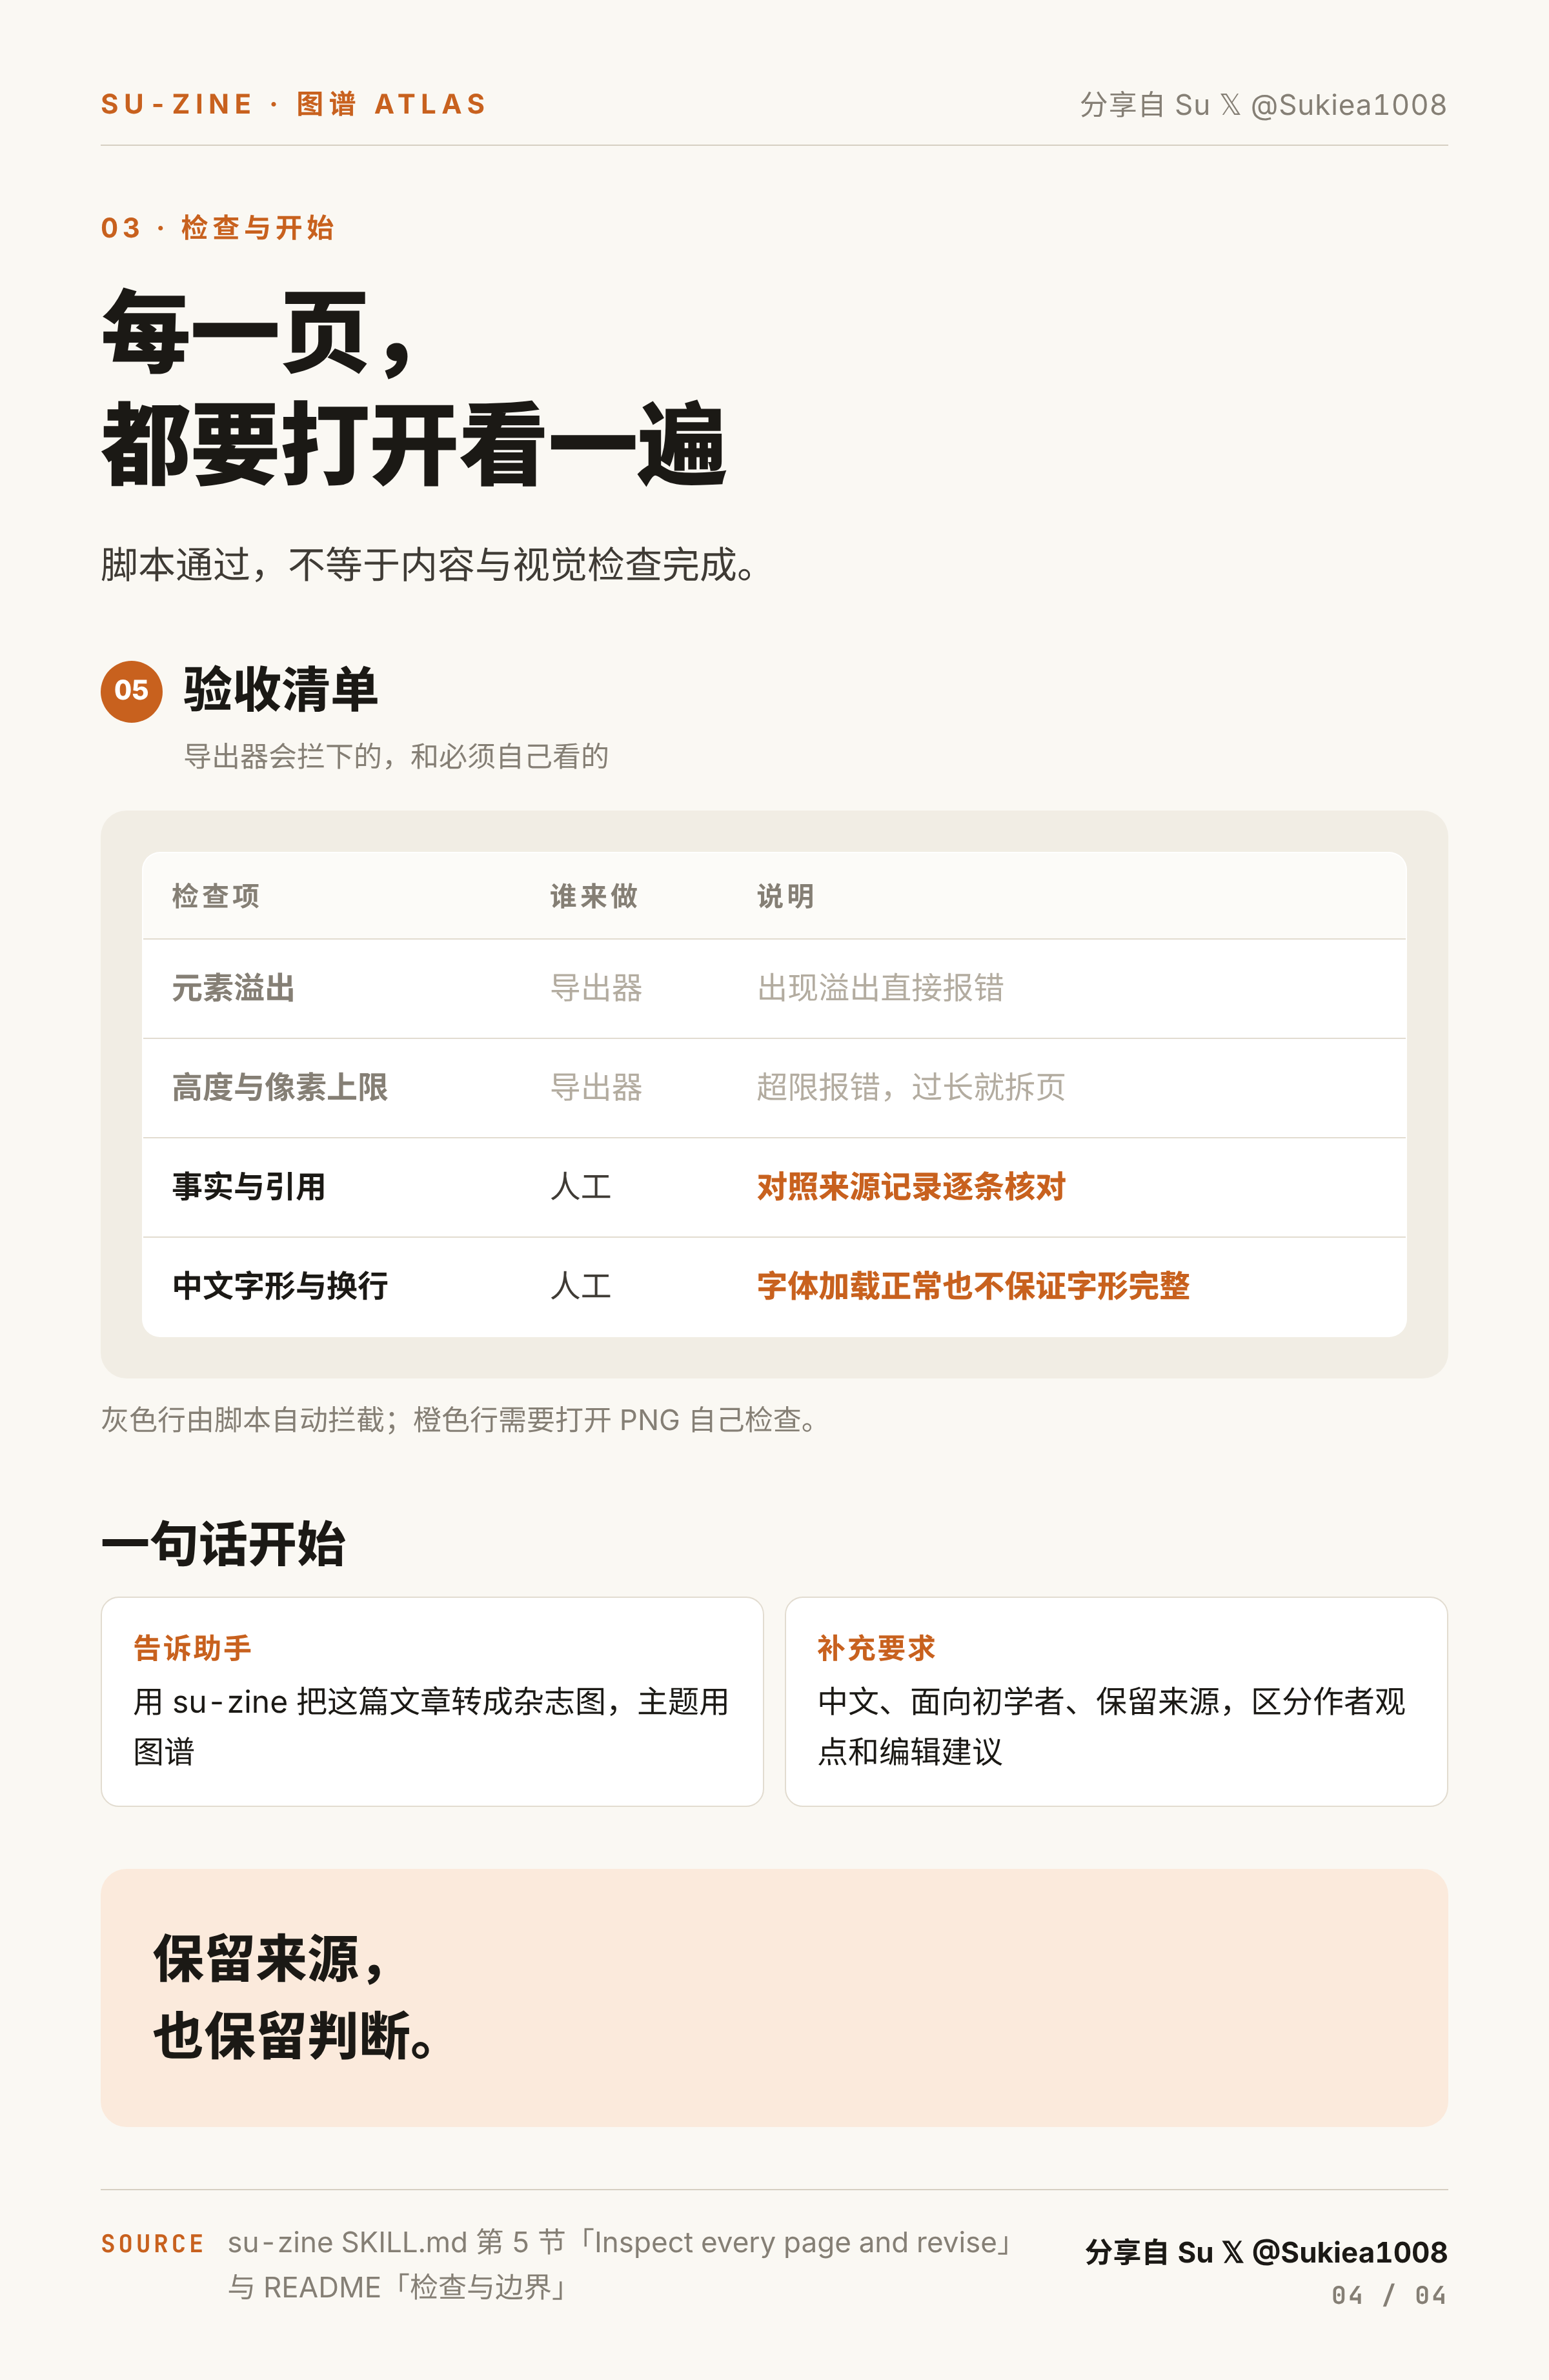 SU-ZINE · 图谱 ATLAS
分享自 Su 𝕏 @Sukiea1008
03 · 检查与开始
每一页，
都要打开看一遍
脚本通过，不等于内容与视觉检查完成。
05 验收清单
导出器会拦下的，和必须自己看的
检查项 谁来做 说明
元素溢出 导出器 出现溢出直接报错
高度与像素上限 导出器 超限报错，过长就拆页
事实与引用 人工 对照来源记录逐条核对
中文字形与换行 人工 字体加载正常也不保证字形完整
灰色行由脚本自动拦截；橙色行需要打开 PNG 自己检查。
一句话开始
告诉助手
用 su-zine 把这篇文章转成杂志图，主题用
图谱
补充要求
中文、面向初学者、保留来源，区分作者观
点和编辑建议
保留来源，
也保留判断。
SOURCE su-zine SKILL.md 第 5 节「Inspect every page and revise」
与 README「检查与边界」
分享自 Su 𝕏 @Sukiea1008
04 / 04